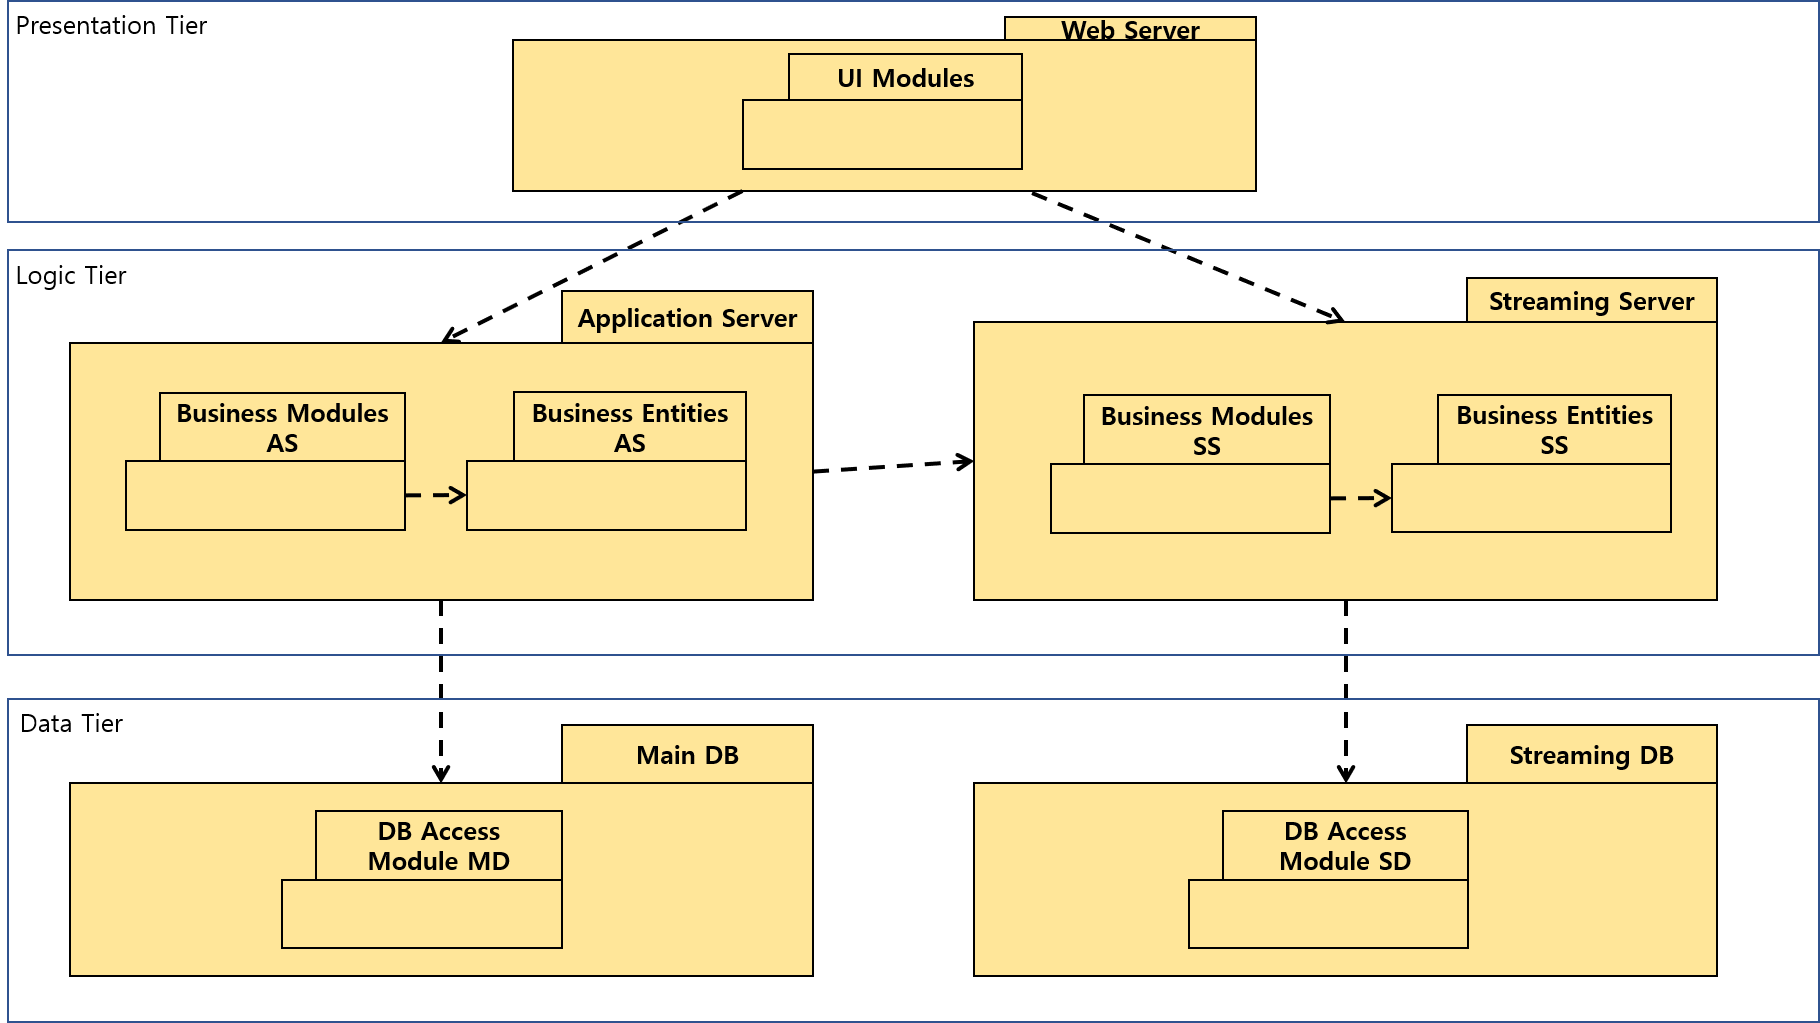 Presentation Tier
Web Server
UI Modules
Logic Tier
Application Server
Streaming Server
Business Modules
AS
Business Entities
AS
Business Modules
SS
Business Entities
SS
Data Tier
Main DB
Streaming DB
DB Access
Module MD
DB Access
Module SD